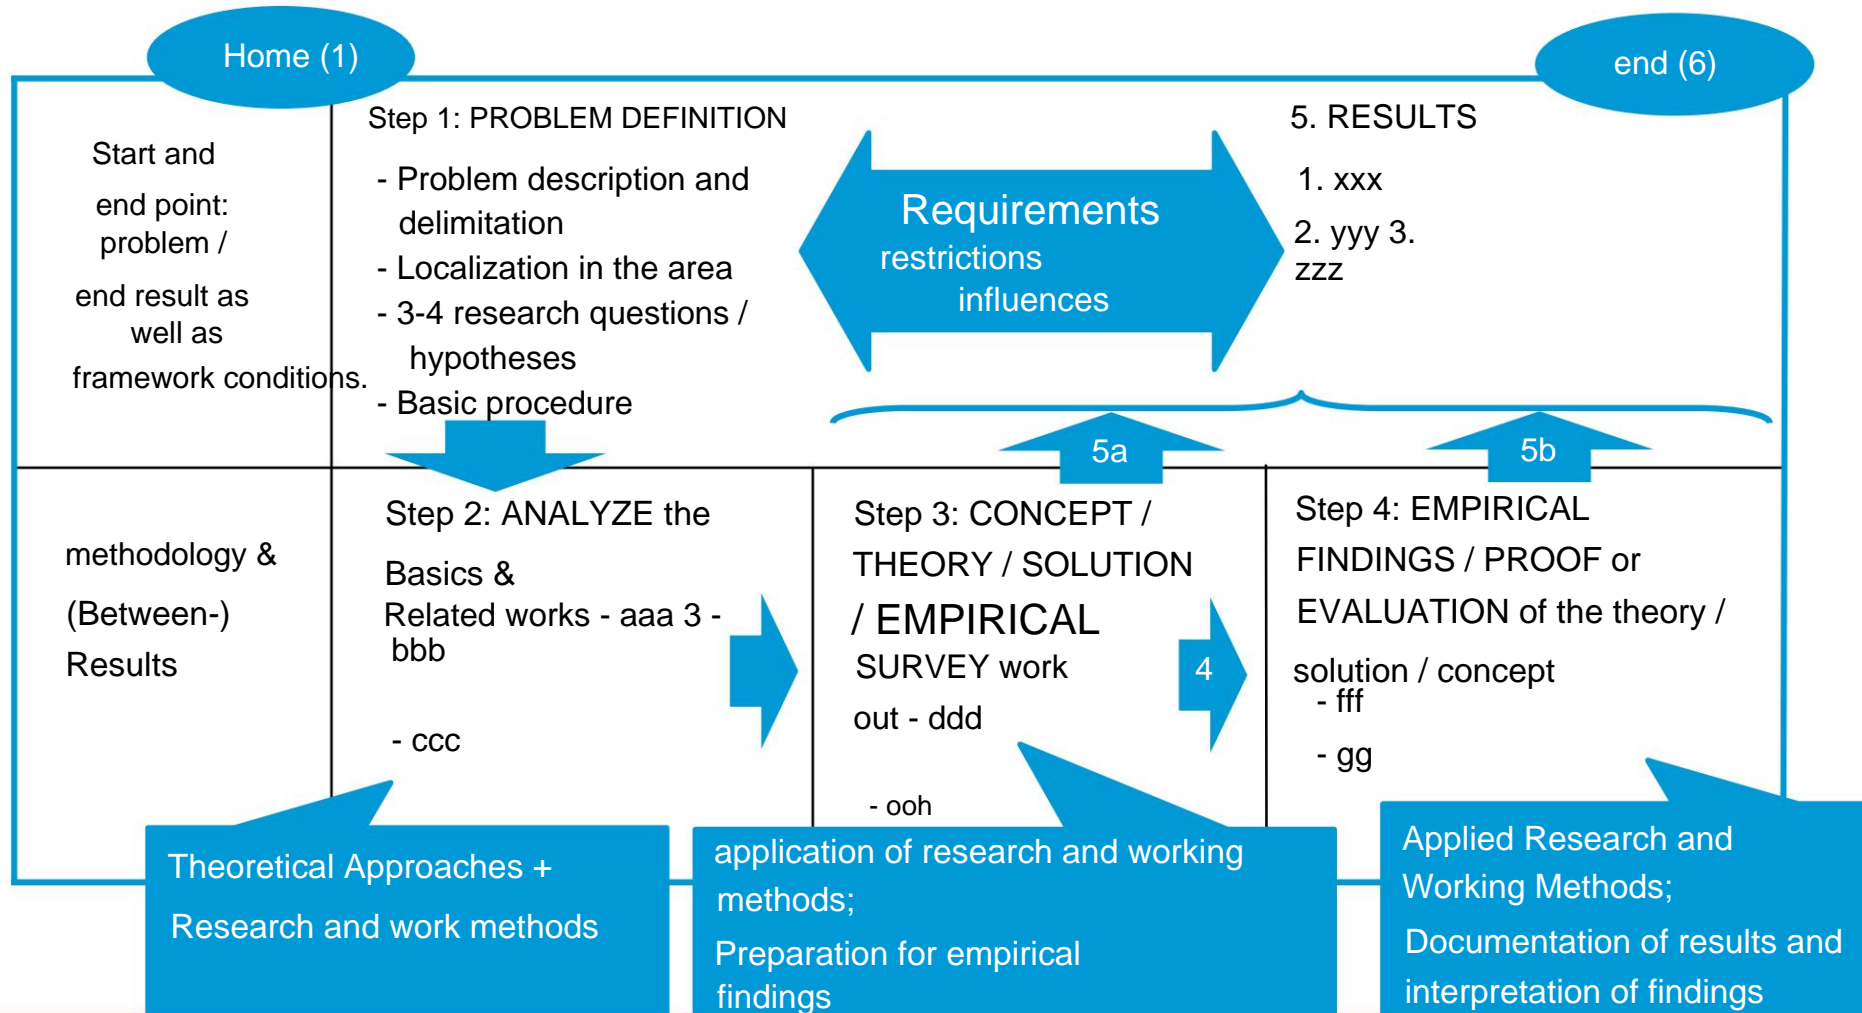 Home (1)
end (6)
Start and
end point:
problem /
end result as
well as
framework conditions.
Step 1: PROBLEM DEFINITION
- Problem description and
delimitation
- Localization in the area
- 3-4 research questions /
hypotheses
- Basic procedure
Requirements
restrictions
influences
5. RESULTS
1. xxx
2. yyy 3.
zzz
5a
5b
methodology &
(Between-)
Results
Step 2: ANALYZE the
Basics &
Related works - aaa 3 -
bbb
- ccc
Step 3: CONCEPT /
THEORY / SOLUTION
/ EMPIRICAL
SURVEY work
out - ddd
- ooh
4
Step 4: EMPIRICAL
FINDINGS / PROOF or
EVALUATION of the theory /
solution / concept
- fff
- gg
Theoretical Approaches +
Research and work methods
application of research and working
methods;
Preparation for empirical
findings
Applied Research and
Working Methods;
Documentation of results and
interpretation of findings